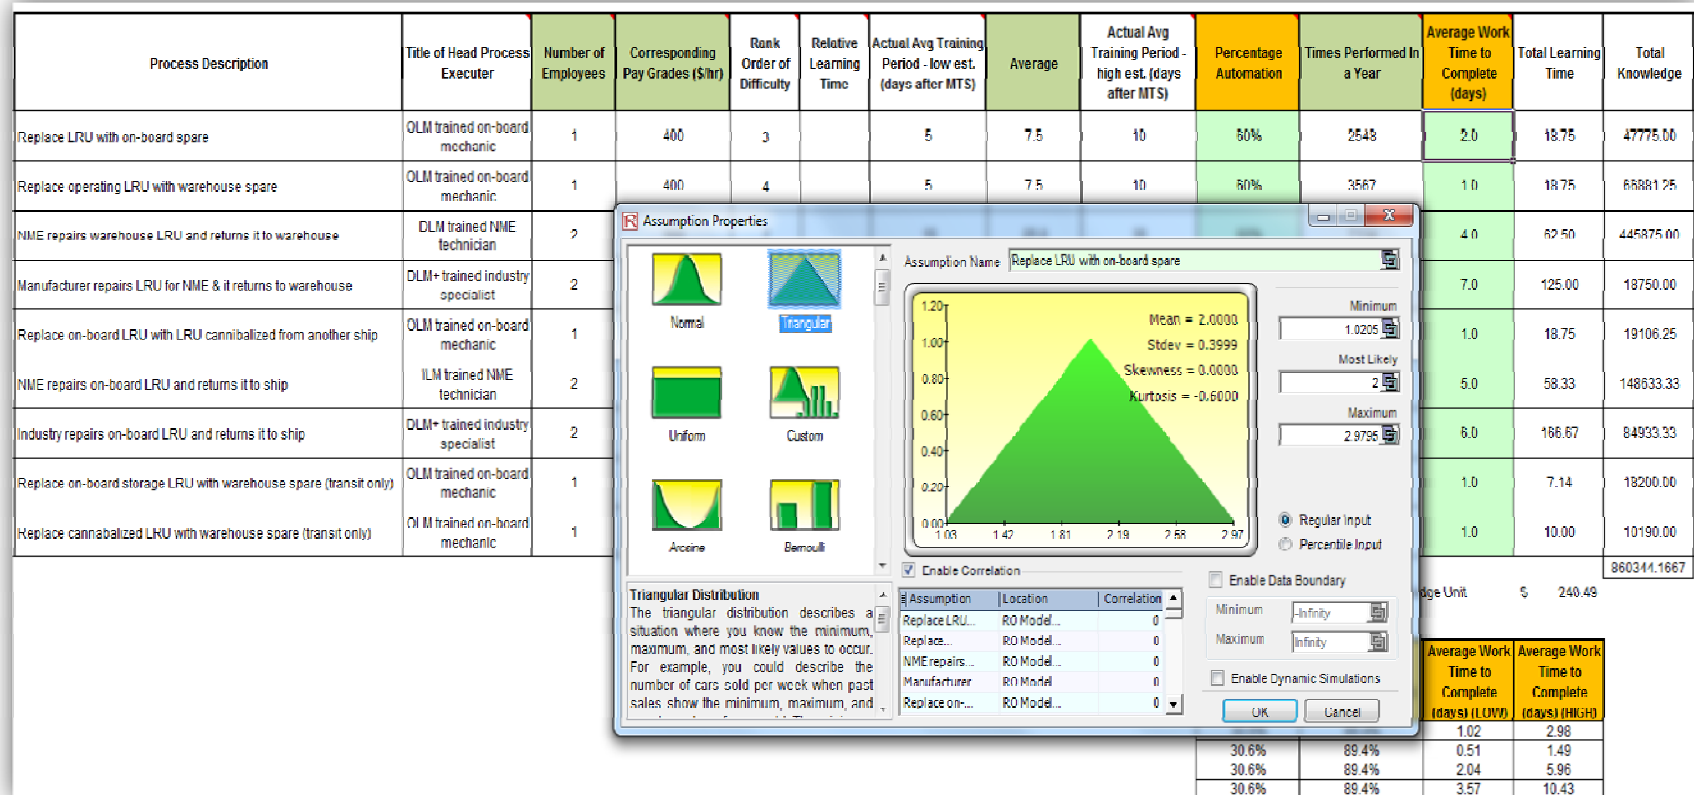 Process Description
Title of Head Process Executer
Number of Employees
Corresponding Pay Grades ($/hr)
Rank Order of Difficulty
Relative Learning Time
Actual Avg Training Period - low est. (days after MTS)
Average
Actual Avg Training Period - high est. (days after MTS)
Percentage Automation
Times Performed In a Year
Average Work Time to Complete (days)
Total Learning Time
Total Knowledge
Replace LRU with on-board spare OLM trained on-board mechanic 1 400 3 5 7.5 10 60% 2548 2.0 18.75 47775.00
Replace operating LRU with warehouse spare OLM trained on-board mechanic 1 400 4 5 7.5 10 60% 3567 1.0 18.75 66881.25
NME repairs warehouse LRU and returns it to warehouse DLM trained NME technician 2 4.0 62.50 445875.00
Manufacturer repairs LRU for NME & it returns to warehouse DLM+ trained industry specialist 2 7.0 125.00 18750.00
Replace on-board LRU with LRU cannibalized from another ship OLM trained on-board mechanic 1 1.0 18.75 19106.25
NME repairs on-board LRU and returns it to ship ILM trained NME technician 2 5.0 58.33 148633.33
Industry repairs on-board LRU and returns it to ship DLM+ trained industry specialist 2 6.0 166.67 84933.33
Replace on-board storage LRU with warehouse spare (transit only) OLM trained on-board mechanic 1 1.0 7.14 18200.00
Replace cannabalized LRU with warehouse spare (transit only) OLM trained on-board mechanic 1 1.0 10.00 10190.00
860344.1667
dge Unit $ 240.49
Assumption Properties
Normal
Triangular
Uniform
Custom
Arcsine
Bernoulli
Triangular Distribution
The triangular distribution describes a
situation where you know the minimum,
maximum, and most likely values to occur.
For example, you could describe the
number of cars sold per week when past
sales show the minimum, maximum, and
Assumption Name Replace LRU with on-board spare
Mean = 2.0000
Stdev = 0.3999
Skewness = 0.0000
Kurtosis = -0.6000
1.20
1.00
0.80
0.60
0.40
0.20
0.00
1.03 1.42 1.81 2.19 2.58 2.97
Minimum
1.0205
Most Likely
2
Maximum
2.9795
Regular Input
Percentile Input
Enable Correlation
Assumption Location Correlation
Replace LRU... RO Model... 0
Replace... RO Model... 0
NME repairs... RO Model... 0
Manufacturer RO Model 0
Replace on-... RO Model... 0
Enable Data Boundary
Minimum -Infinity
Maximum Infinity
Enable Dynamic Simulations
OK Cancel
Average Work Time to Complete (days) (LOW)
Average Work Time to Complete (days) (HIGH)
1.02 2.98
30.6% 89.4% 0.51 1.49
30.6% 89.4% 2.04 5.96
30.6% 89.4% 3.57 10.43